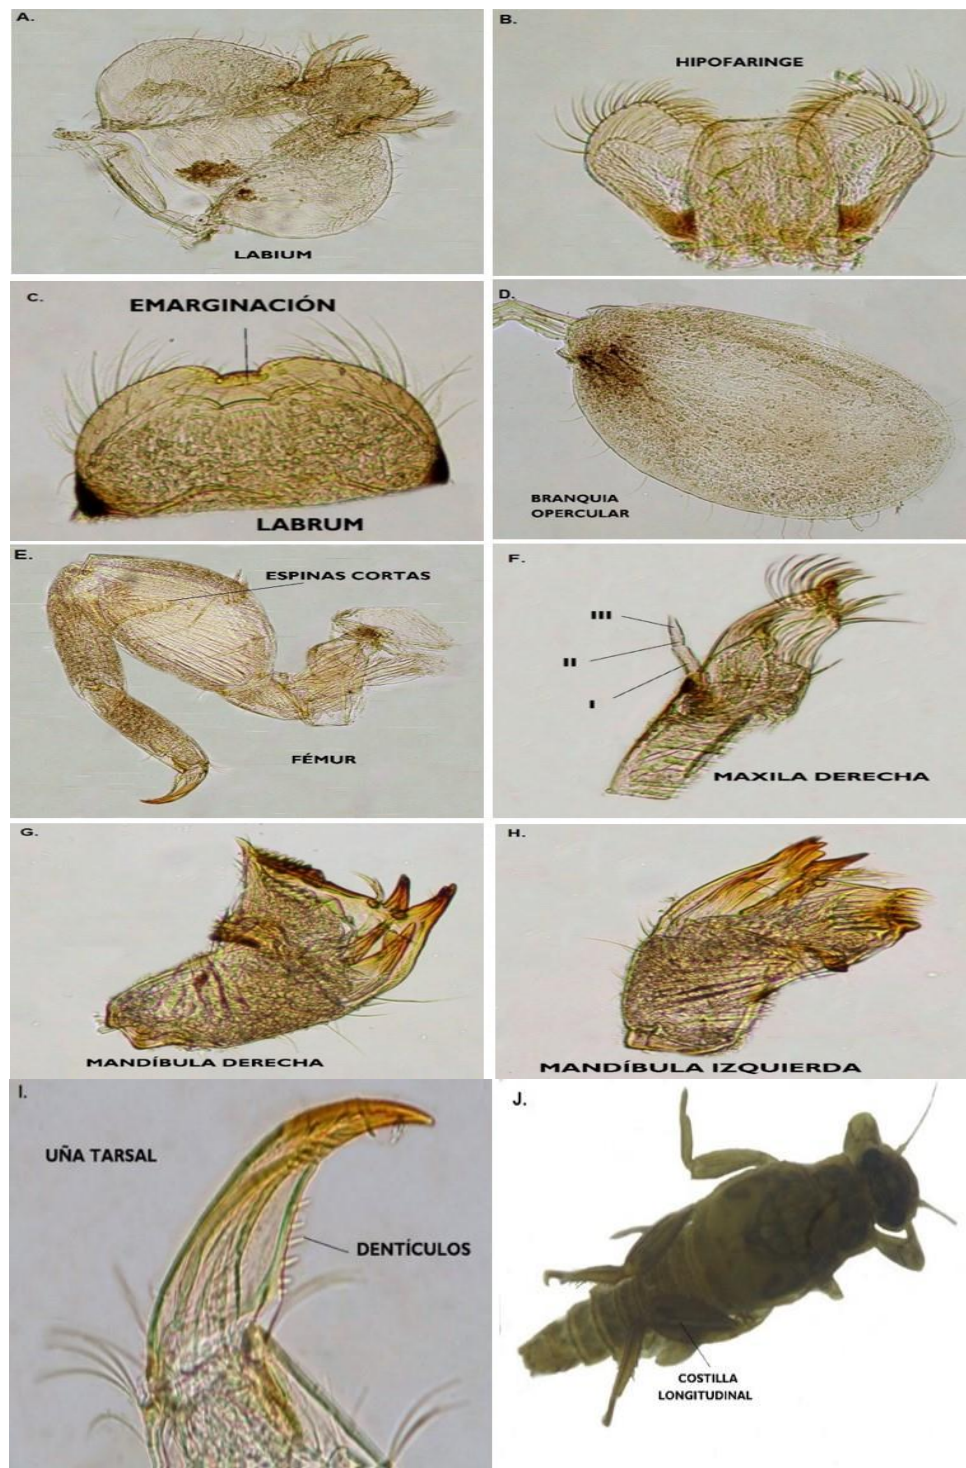 A.
LABIUM
B.
HIPOFARINGE
C.
EMARGINACIÓN
LABRUM
D.
BRANQUIA
OPERCULAR
E.
ESPINAS CORTAS
FÉMUR
F.
III
II
I
MAXILA DERECHA
G.
MANDÍBULA DERECHA
H.
MANDÍBULA IZQUIERDA
I.
UÑA TARSAL
DENTÍCULOS
J.
COSTILLA
LONGITUDINAL